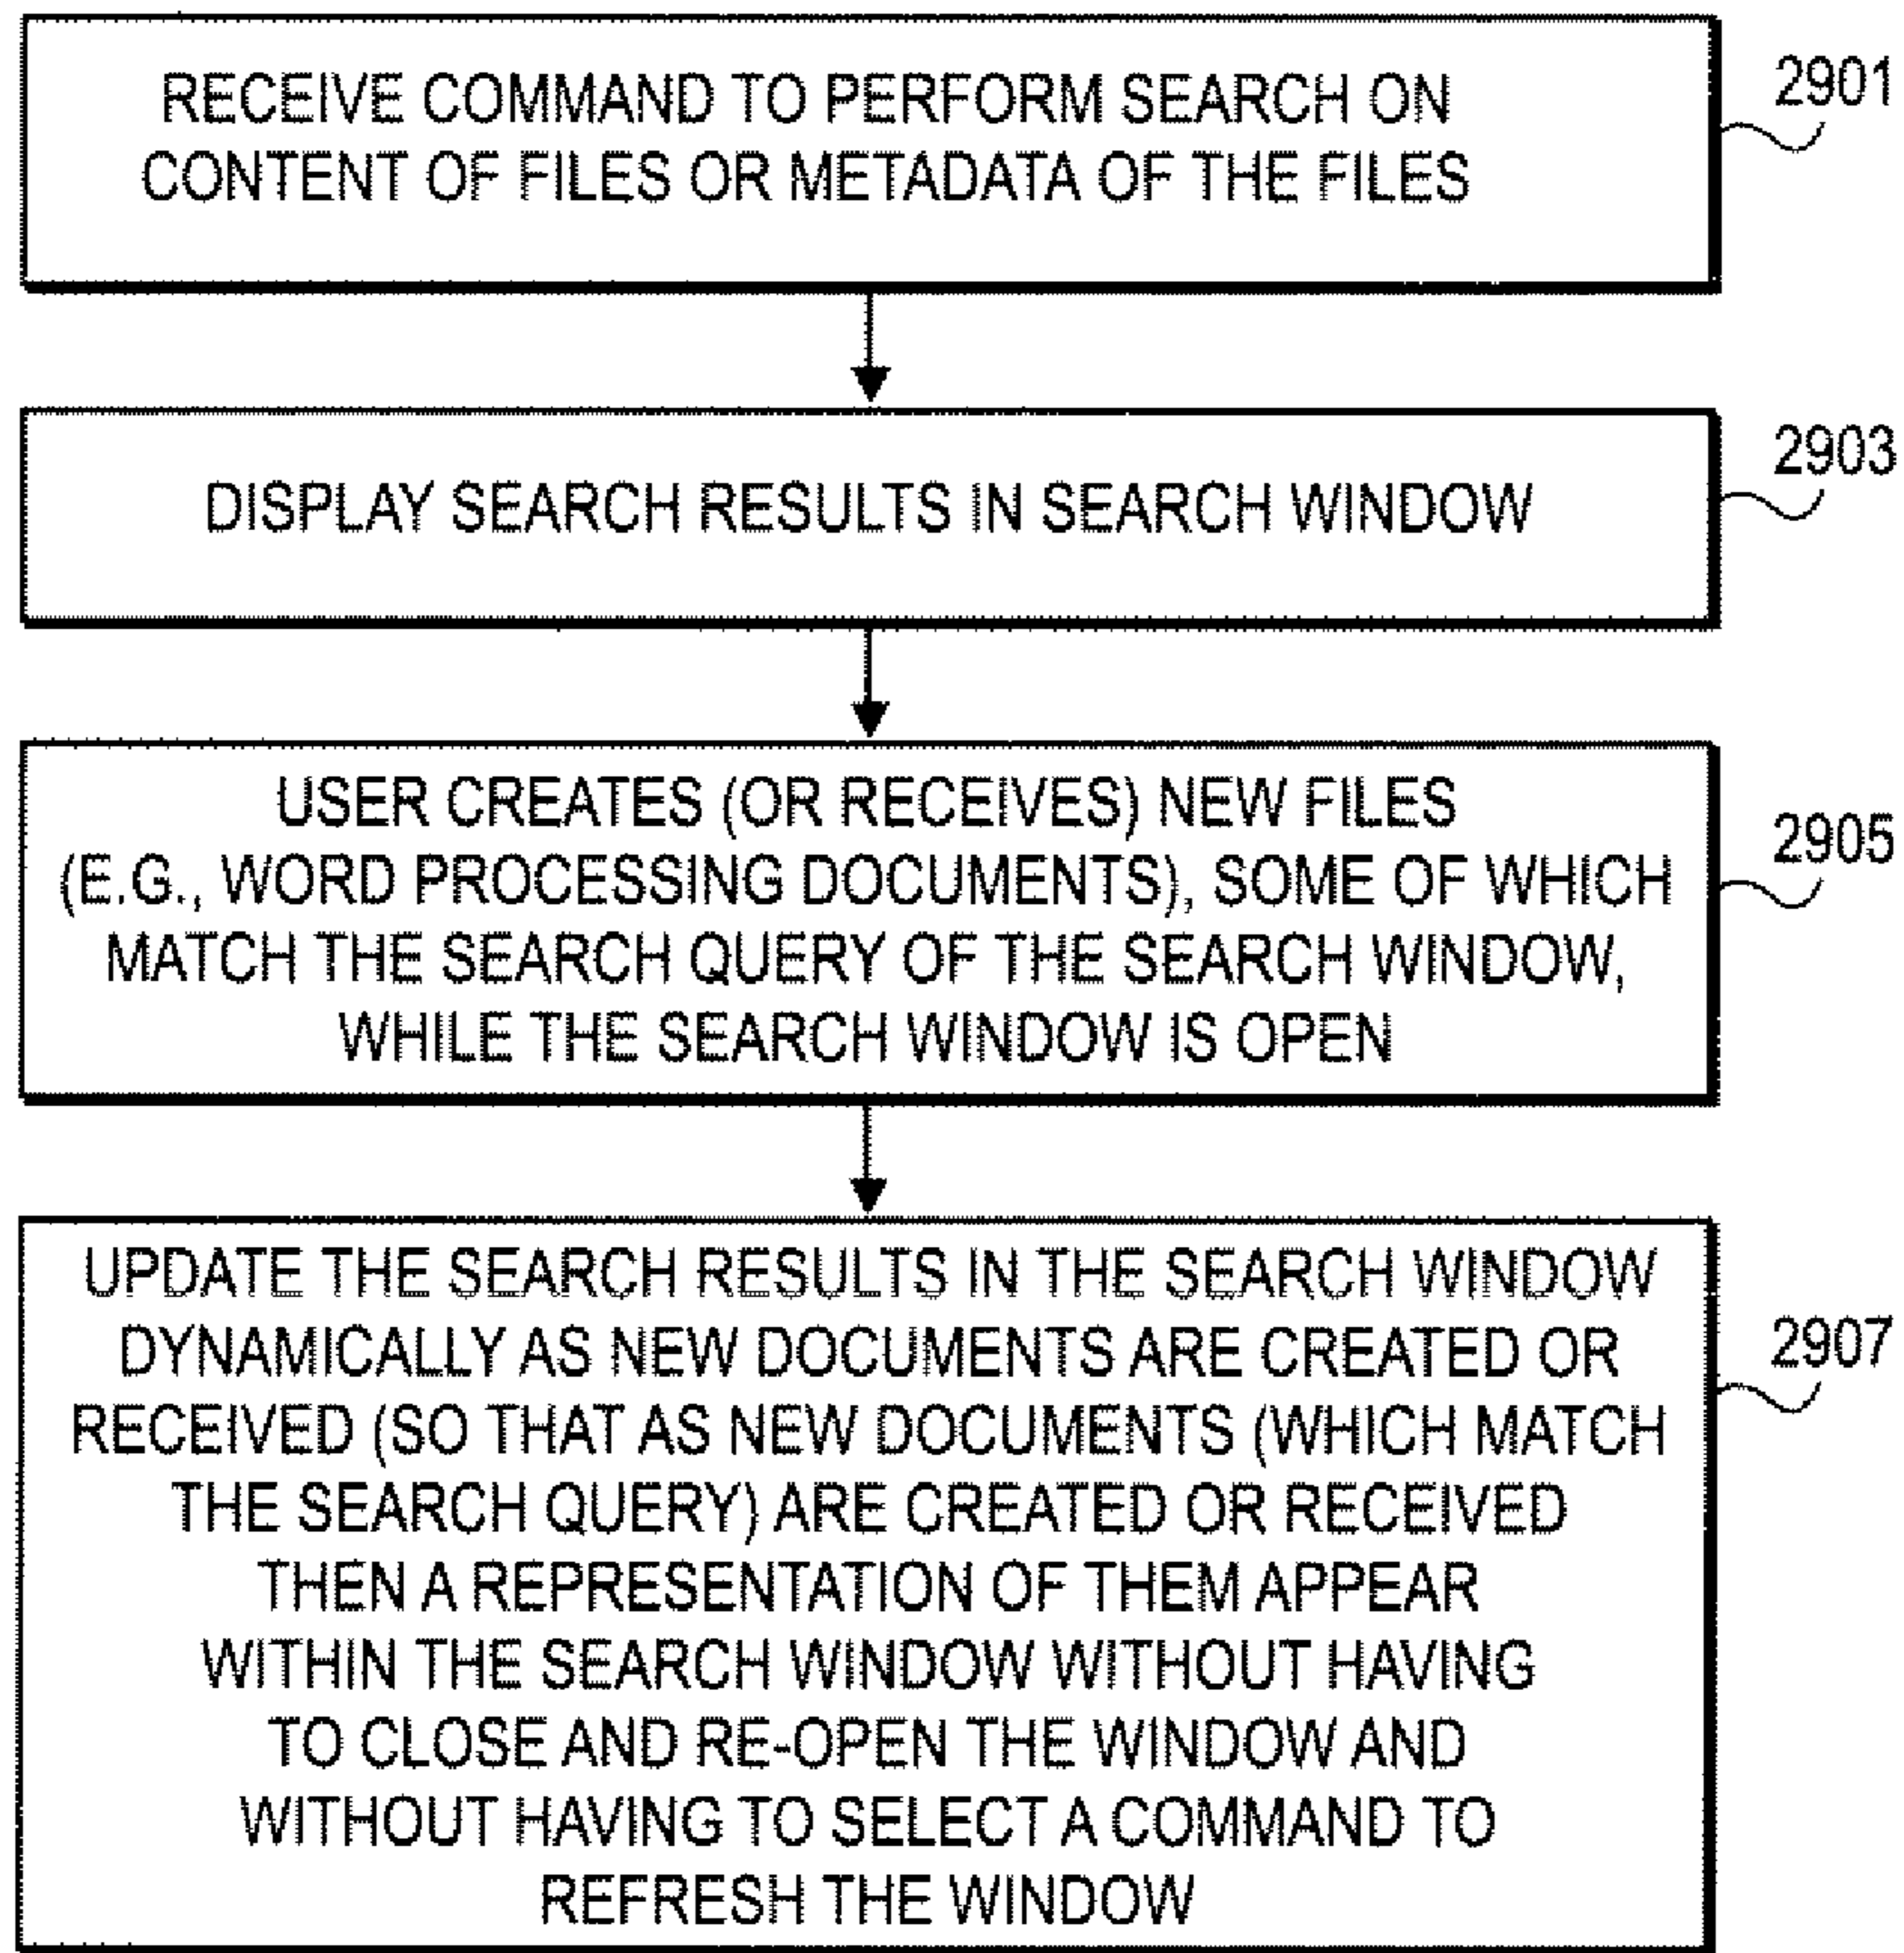 RECEIVE COMMAND TO PERFORM SEARCH ON
CONTENT OF FILES OR METADATA OF THE FILES
2901
DISPLAY SEARCH RESULTS IN SEARCH WINDOW
2903
USER CREATES (OR RECEIVES) NEW FILES
(E.G., WORD PROCESSING DOCUMENTS), SOME OF WHICH
MATCH THE SEARCH QUERY OF THE SEARCH WINDOW,
WHILE THE SEARCH WINDOW IS OPEN
2905
UPDATE THE SEARCH RESULTS IN THE SEARCH WINDOW
DYNAMICALLY AS NEW DOCUMENTS ARE CREATED OR
RECEIVED (SO THAT AS NEW DOCUMENTS (WHICH MATCH
THE SEARCH QUERY) ARE CREATED OR RECEIVED
THEN A REPRESENTATION OF THEM APPEAR
WITHIN THE SEARCH WINDOW WITHOUT HAVING
TO CLOSE AND RE-OPEN THE WINDOW AND
WITHOUT HAVING TO SELECT A COMMAND TO
REFRESH THE WINDOW
2907